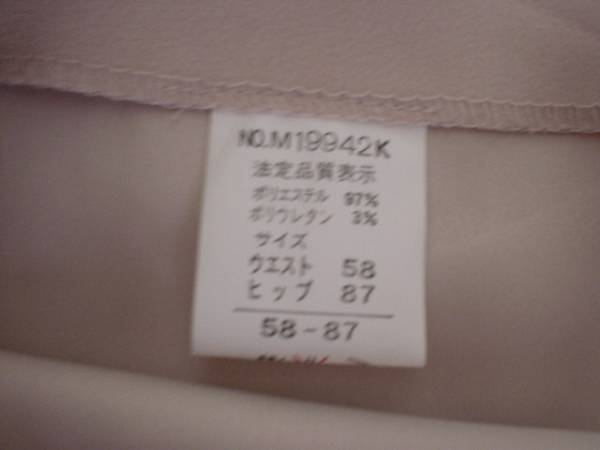 NO.M19942K
法定品質表示
ポリエステル 97%
ポリウレタン 3%
サイズ
ウエスト 58
ヒップ 87
58-87